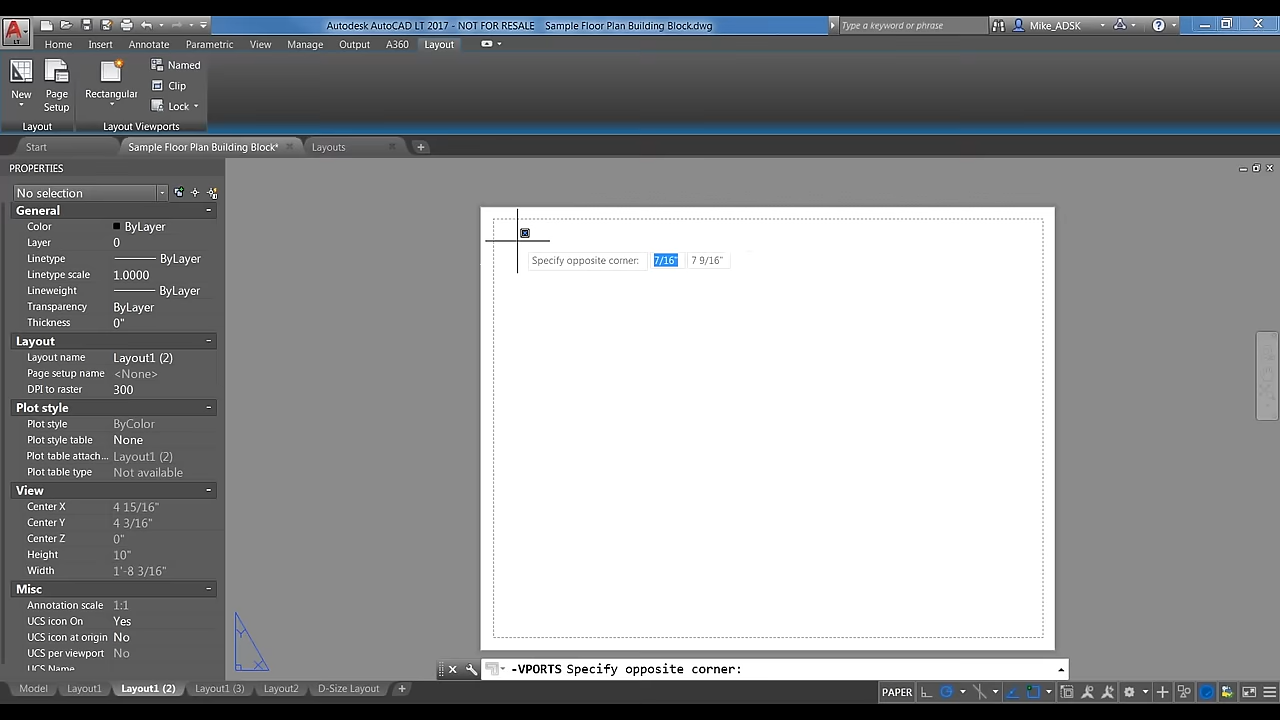 Autodesk AutoCAD LT 2017 - NOT FOR RESALE Sample Floor Plan Building Block.dwg
Type a keyword or phrase
Mike_ADSK
LT
Home Insert Annotate Parametric View Manage Output A360 Layout
New
Page Setup
Rectangular
Named
Clip
Lock
Layout
Layout Viewports
Start
Sample Floor Plan Building Block*
Layouts
PROPERTIES
No selection
General
Color ByLayer
Layer 0
Linetype ByLayer
Linetype scale 1.0000
Lineweight ByLayer
Transparency ByLayer
Thickness 0"
Layout
Layout name Layout1 (2)
Page setup name <None>
DPI to raster 300
Plot style
Plot style ByColor
Plot style table None
Plot table attach... Layout1 (2)
Plot table type Not available
View
Center X 4 15/16"
Center Y 4 3/16"
Center Z 0"
Height 10"
Width 1'-8 3/16"
Misc
Annotation scale 1:1
UCS icon On Yes
UCS icon at origin No
UCS per viewport No
UCS Name
Specify opposite corner: 7/16" 7 9/16"
Y
X
-VPORTS Specify opposite corner:
Model Layout1 Layout1 (2) Layout1 (3) Layout2 D-Size Layout
PAPER